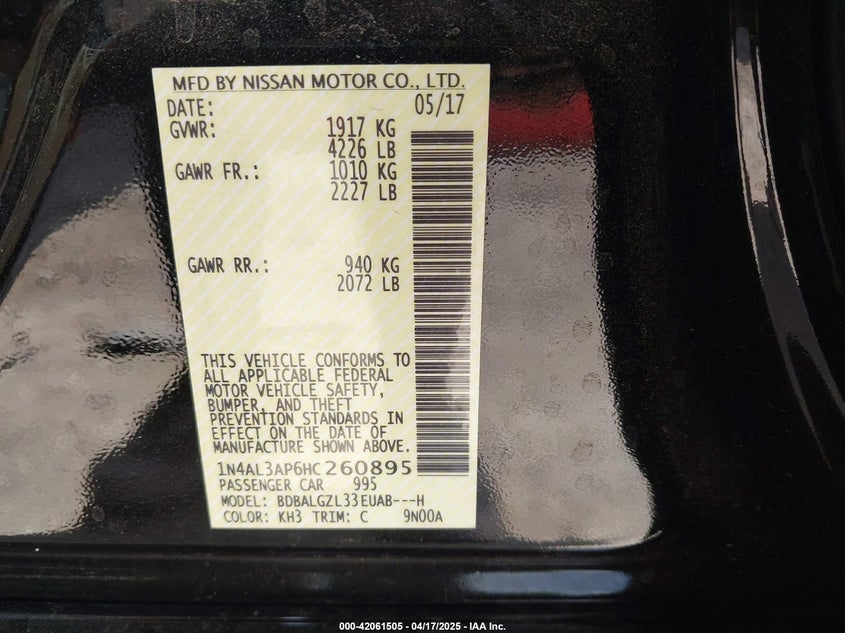 MFD BY NISSAN MOTOR CO., LTD.
DATE: 05/17
GVWR: 1917 KG
4226 LB
GAWR FR.: 1010 KG
2227 LB
GAWR RR.: 940 KG
2072 LB
THIS VEHICLE CONFORMS TO
ALL APPLICABLE FEDERAL
MOTOR VEHICLE SAFETY,
BUMPER, AND THEFT
PREVENTION STANDARDS IN
EFFECT ON THE DATE OF
MANUFACTURE SHOWN ABOVE.
1N4AL3AP6HC260895
PASSENGER CAR 995
MODEL: BDBALGZL33EUAB---H
COLOR: KH3 TRIM: C 9N00A
000-42061505 - 04/17/2025 - IAA Inc.